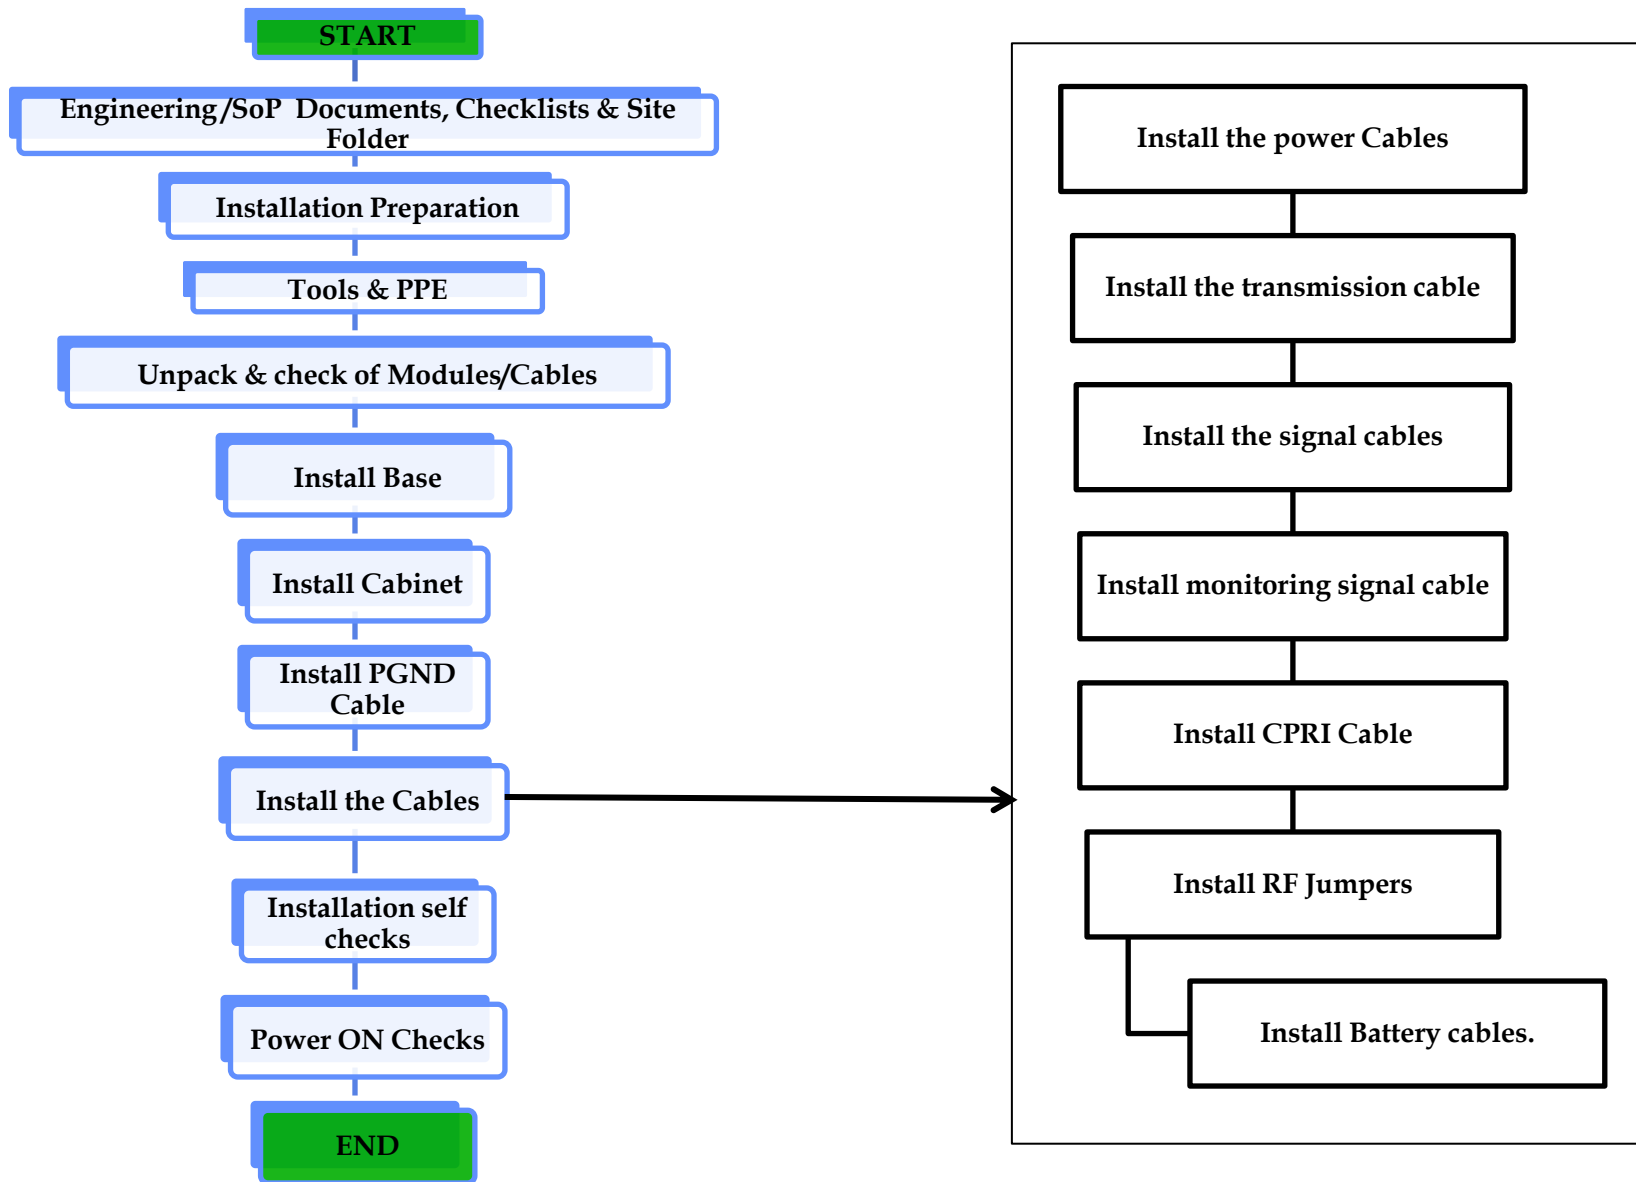 START
Engineering/SoP Documents, Checklists & Site
Folder
Installation Preparation
Tools & PPE
Unpack & check of Modules/Cables
Install Base
Install Cabinet
Install PGND
Cable
Install the Cables
Installation self
checks
Power ON Checks
END
Install the power Cables
Install the transmission cable
Install the signal cables
Install monitoring signal cable
Install CPRI Cable
Install RF Jumpers
Install Battery cables.